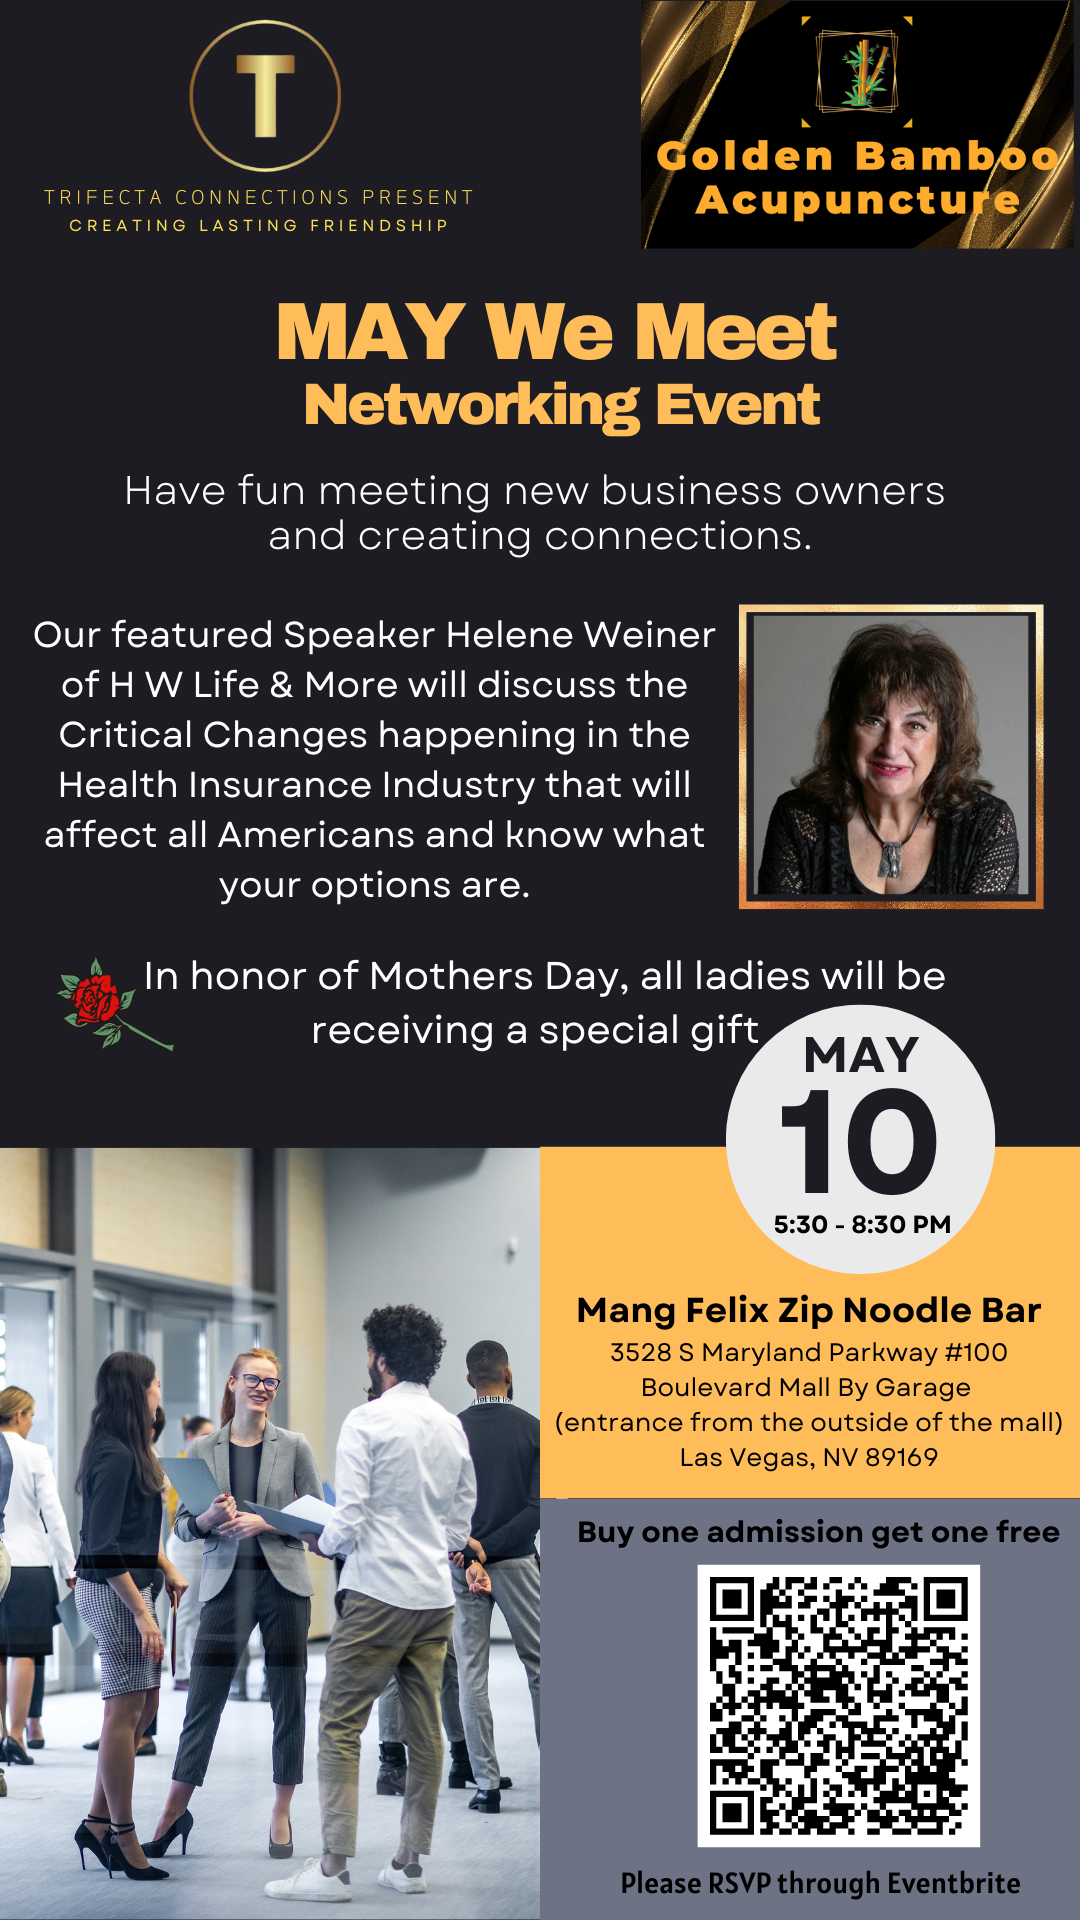 T
TRIFECTA CONNECTIONS PRESENT
CREATING LASTING FRIENDSHIP
Golden Bamboo
Acupuncture
MAY We Meet
Networking Event
Have fun meeting new business owners
and creating connections.
Our featured Speaker Helene Weiner
of H W Life & More will discuss the
Critical Changes happening in the
Health Insurance Industry that will
affect all Americans and know what
your options are.
In honor of Mothers Day, all ladies will be
receiving a special gift
MAY
10
5:30 - 8:30 PM
Mang Felix Zip Noodle Bar
3528 S Maryland Parkway #100
Boulevard Mall By Garage
(entrance from the outside of the mall)
Las Vegas, NV 89169
Buy one admission get one free
Please RSVP through Eventbrite